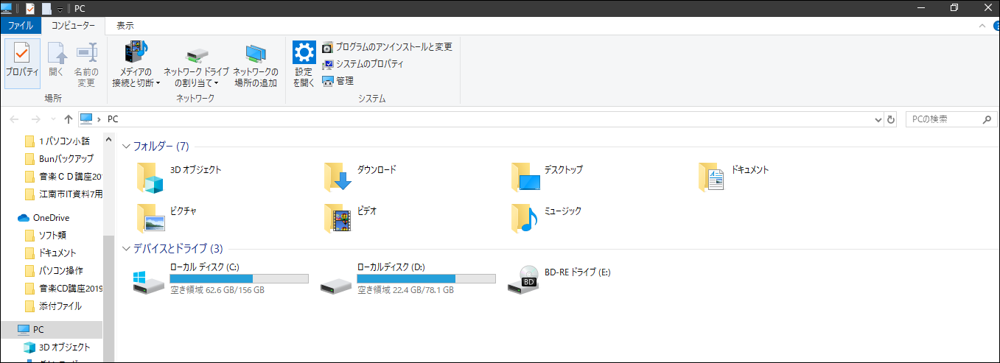 PC
ファイル
コンピューター
表示
プロパティ
開く
名前の
変更
場所
メディアの
接続と切断
ネットワーク ドライブ
の割り当て
ネットワークの
場所の追加
ネットワーク
設定
を開く
プログラムのアンインストールと変更
システムのプロパティ
管理
システム
PC
PCの検索
1 パソコン小話
Bunバックアップ
音楽ＣＤ講座201
江南市IT資料7用
OneDrive
ソフト類
ドキュメント
パソコン操作
音楽CD講座2019
添付ファイル
PC
3D オブジェクト
フォルダー (7)
3D オブジェクト
ダウンロード
デスクトップ
ドキュメント
ピクチャ
ビデオ
ミュージック
デバイスとドライブ (3)
ローカル ディスク (C:)
空き領域 62.6 GB/156 GB
ローカルディスク (D:)
空き領域 22.4 GB/78.1 GB
BD
BD-RE ドライブ (E:)